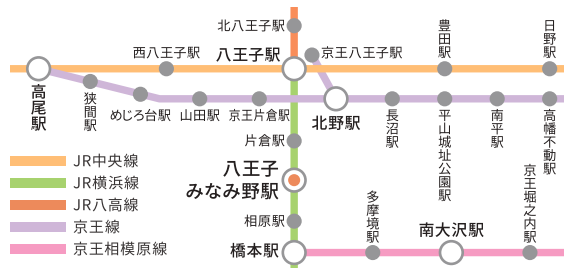 北八王子駅
西八王子駅
八王子駅
京王八王子駅
豊田駅
日野駅
高尾駅
狭間駅
めじろ台駅
山田駅
京王片倉駅
北野駅
長沼駅
平山城址公園駅
南平駅
高幡不動駅
片倉駅
八王子
みなみ野駅
相原駅
橋本駅
多摩境駅
南大沢駅
京王堀之内駅
JR中央線
JR横浜線
JR八高線
京王線
京王相模原線